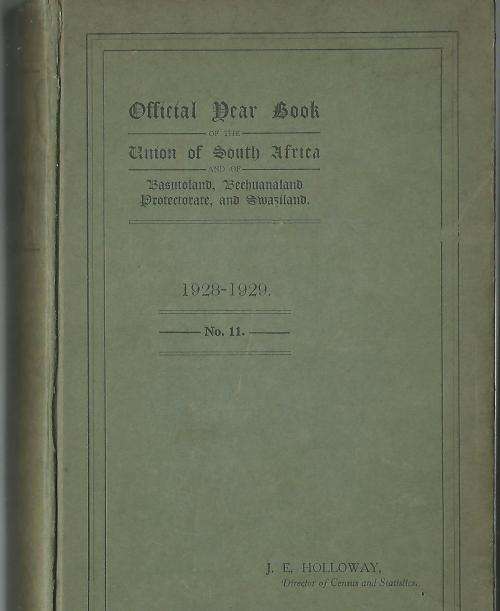 Official Year Book
OF THE
Union of South Africa
AND OF
Basutoland, Bechuanaland
Protectorate, and Swaziland.
1928-1929.
No. 11.
J. E. HOLLOWAY,
Director of Census and Statistics.